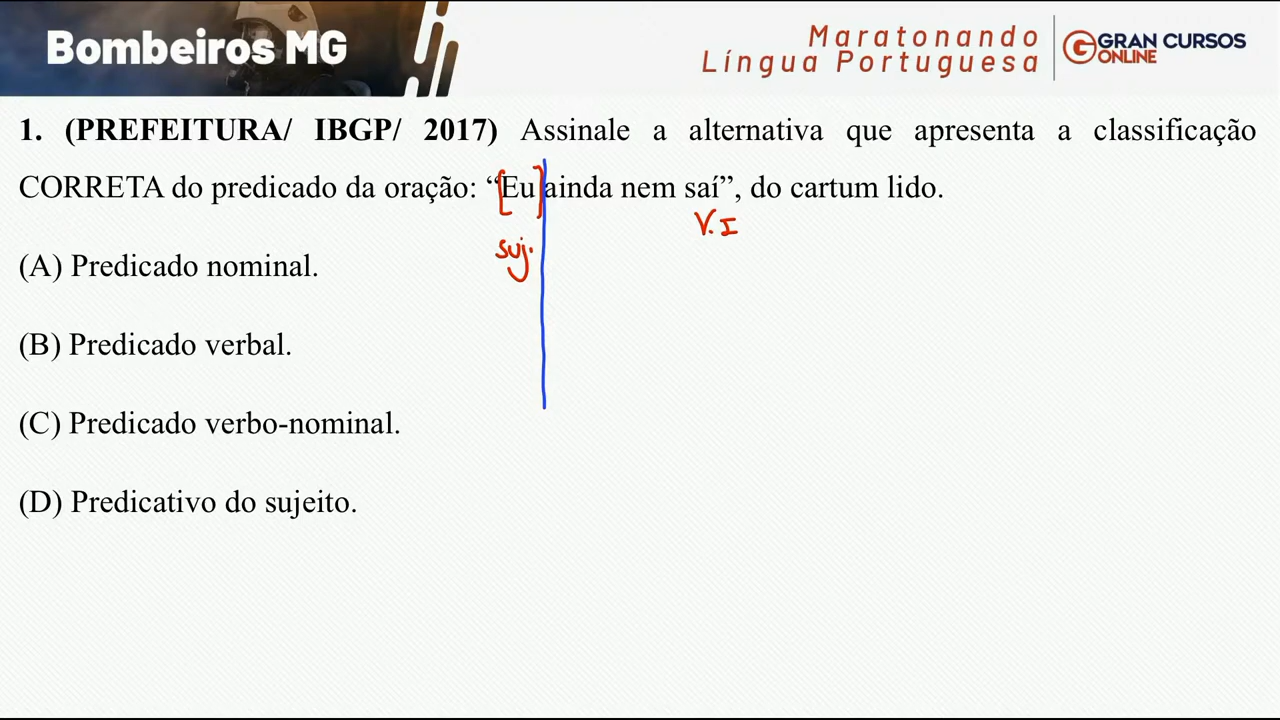 Bombeiros MG
Maratonando
Língua Portuguesa
GRAN CURSOS
ONLINE
1. (PREFEITURA/ IBGP/ 2017) Assinale a alternativa que apresenta a classificação
CORRETA do predicado da oração: “[Eu] ainda nem saí”, do cartum lido.
V.I
suj.
(A) Predicado nominal.
(B) Predicado verbal.
(C) Predicado verbo-nominal.
(D) Predicativo do sujeito.